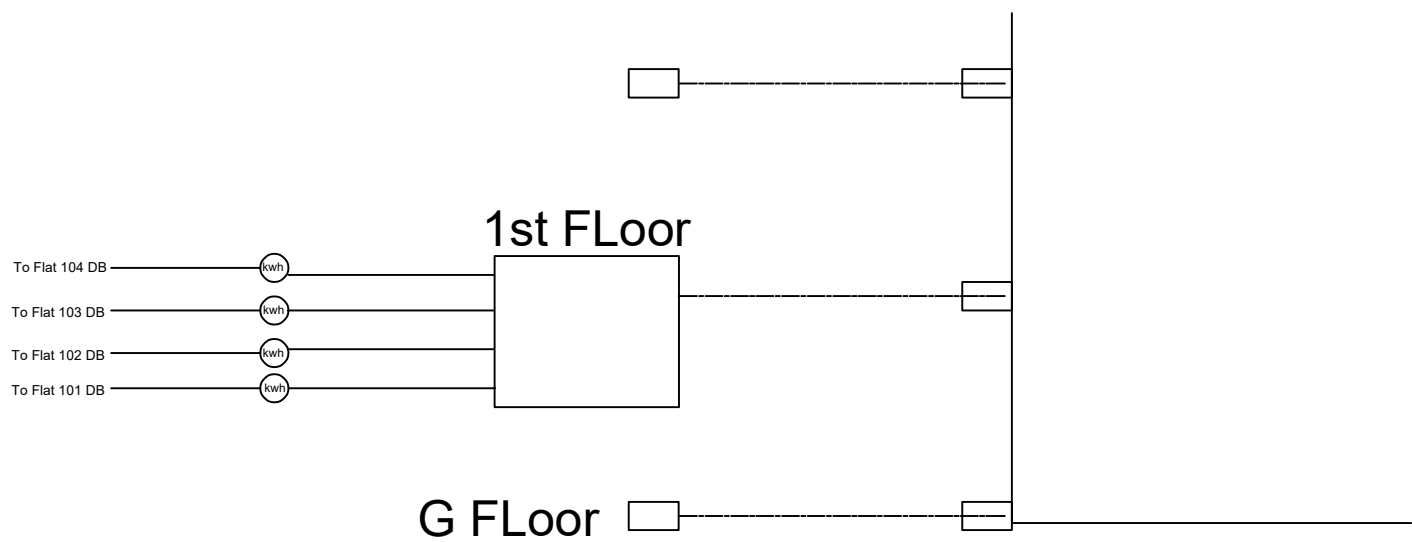 1st FLoor
To Flat 104 DB
kwh
To Flat 103 DB
kwh
To Flat 102 DB
kwh
To Flat 101 DB
kwh
G FLoor